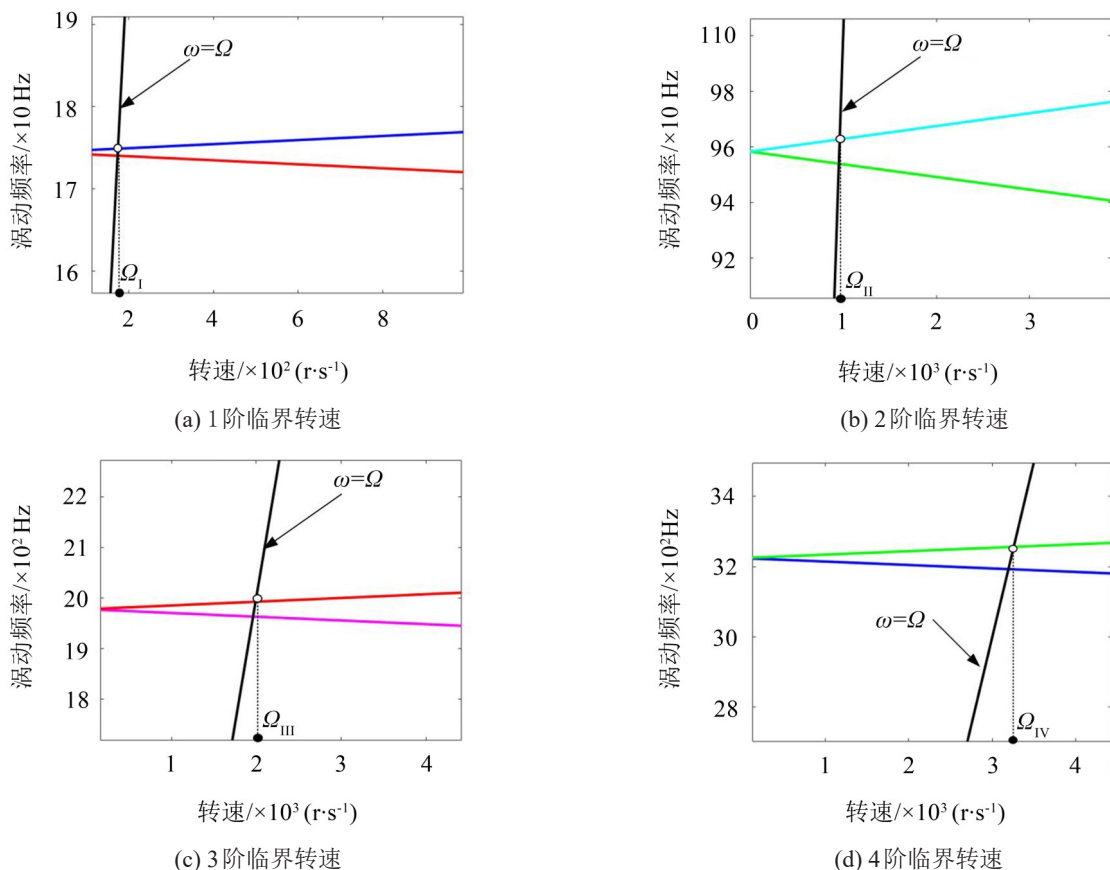 19
18
17
16
涡动频率/×10 Hz
ω=Ω
Ω_I
2 4 6 8
转速/×10² (r·s⁻¹)
(a) 1阶临界转速
110
98
96
94
92
涡动频率/×10 Hz
ω=Ω
Ω_II
0 1 2 3
转速/×10³ (r·s⁻¹)
(b) 2阶临界转速
22
21
20
19
18
涡动频率/×10² Hz
ω=Ω
Ω_III
1 2 3 4
转速/×10³ (r·s⁻¹)
(c) 3阶临界转速
34
32
30
28
27
涡动频率/×10²Hz
ω=Ω
Ω_IV
1 2 3 4
转速/×10³ (r·s⁻¹)
(d) 4阶临界转速